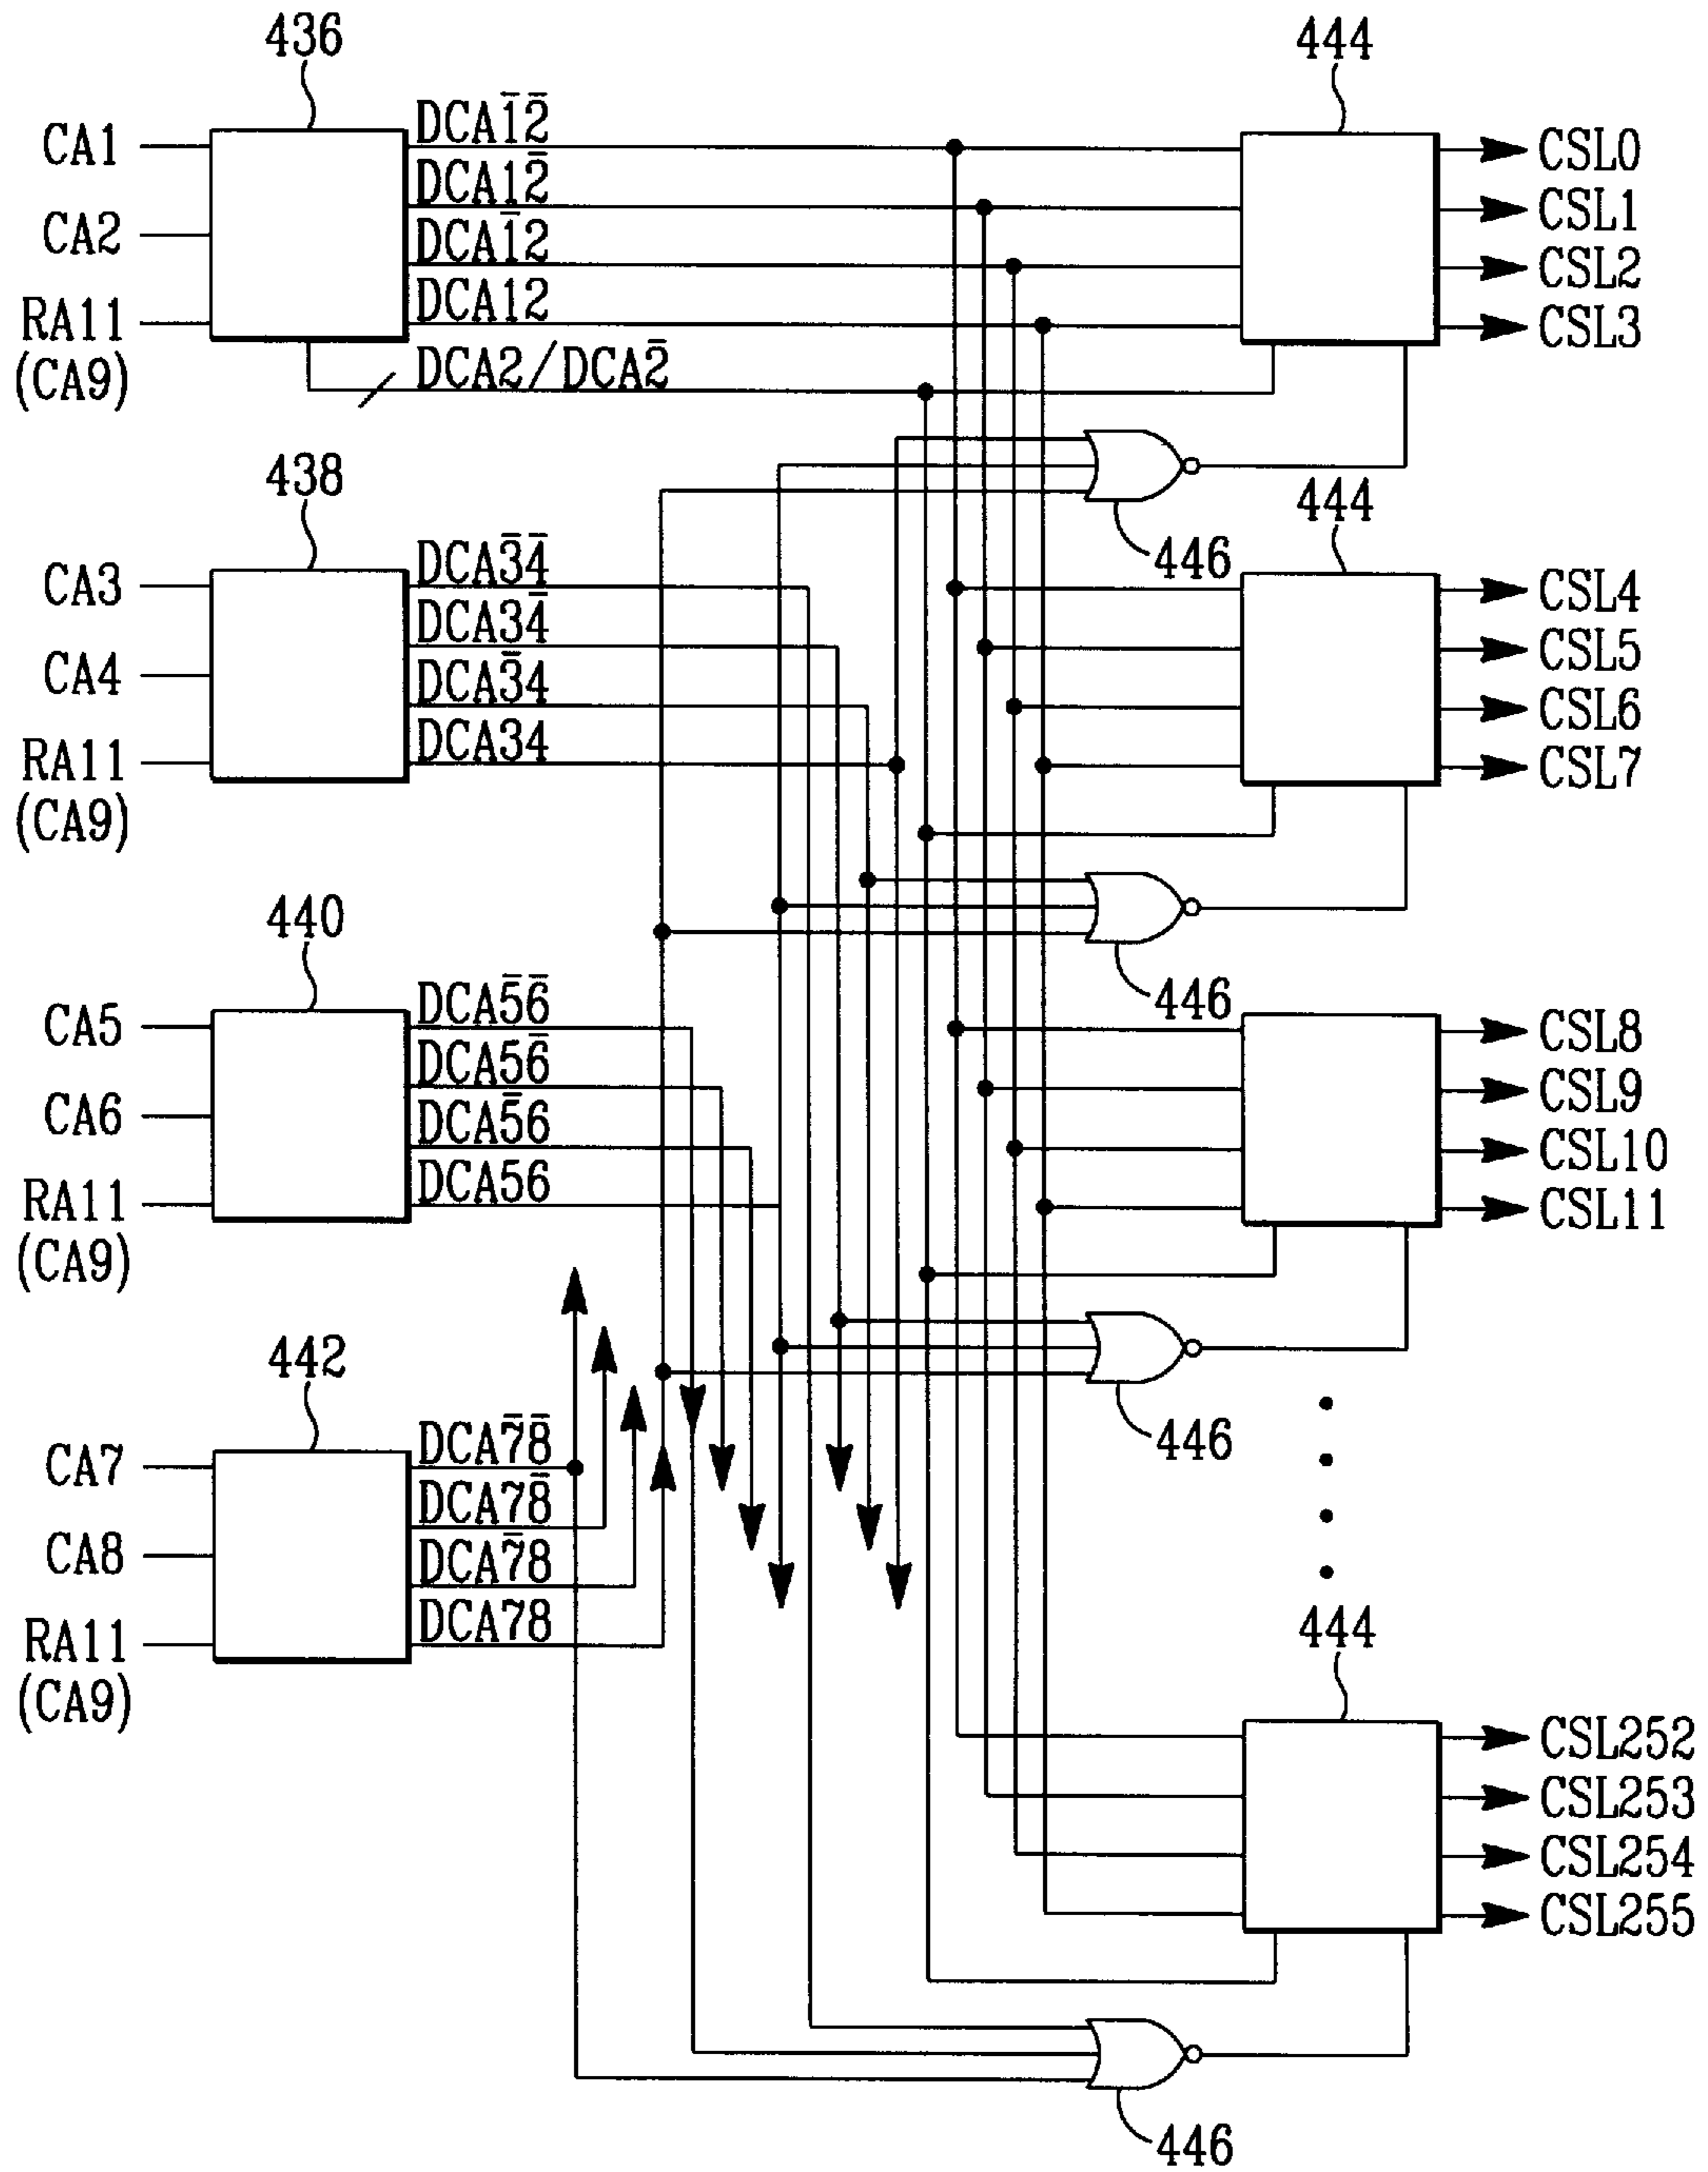 436
444
CA1
CA2
RA11
(CA9)
DCA1̅2̅
DCA12̅
DCA1̅2
DCA12
DCA2/DCA2̅
CSL0
CSL1
CSL2
CSL3
446
438
444
CA3
CA4
RA11
(CA9)
DCA3̅4̅
DCA34̅
DCA3̅4
DCA34
CSL4
CSL5
CSL6
CSL7
446
440
CA5
CA6
RA11
(CA9)
DCA5̅6̅
DCA56̅
DCA5̅6
DCA56
CSL8
CSL9
CSL10
CSL11
446
442
CA7
CA8
RA11
(CA9)
DCA7̅8̅
DCA78̅
DCA7̅8
DCA78
444
CSL252
CSL253
CSL254
CSL255
446